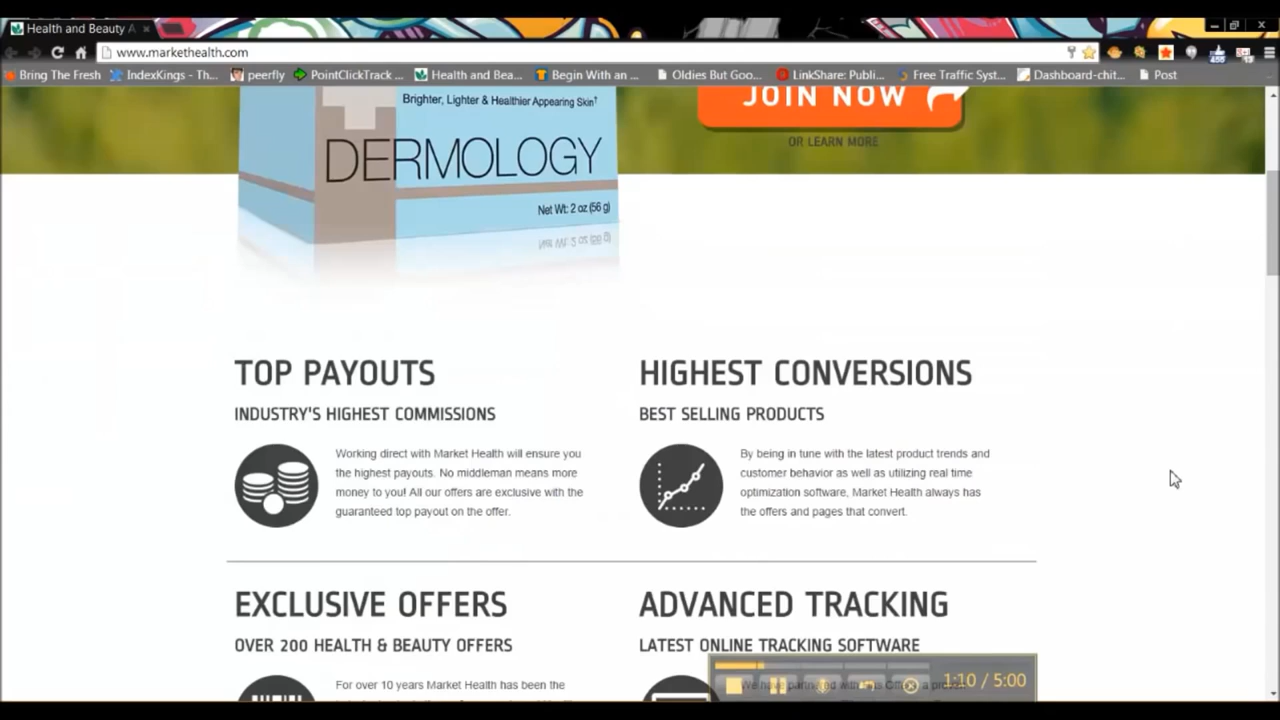 Health and Beauty A
www.markethealth.com
Bring The Fresh
IndexKings - Th...
peerfly
PointClickTrack ...
Health and Bea...
Begin With an ...
Oldies But Goo...
LinkShare: Publi...
Free Traffic Syst...
Dashboard-chit...
Post
Brighter, Lighter & Healthier Appearing Skin†
DERMOLOGY
Net Wt: 2 oz (56 g)
JOIN NOW
OR LEARN MORE
TOP PAYOUTS
INDUSTRY'S HIGHEST COMMISSIONS
Working direct with Market Health will ensure you
the highest payouts. No middleman means more
money to you! All our offers are exclusive with the
guaranteed top payout on the offer.
HIGHEST CONVERSIONS
BEST SELLING PRODUCTS
By being in tune with the latest product trends and
customer behavior as well as utilizing real time
optimization software, Market Health always has
the offers and pages that convert.
EXCLUSIVE OFFERS
OVER 200 HEALTH & BEAUTY OFFERS
For over 10 years Market Health has been the
ADVANCED TRACKING
LATEST ONLINE TRACKING SOFTWARE
We have partnered with
1:10 / 5:00